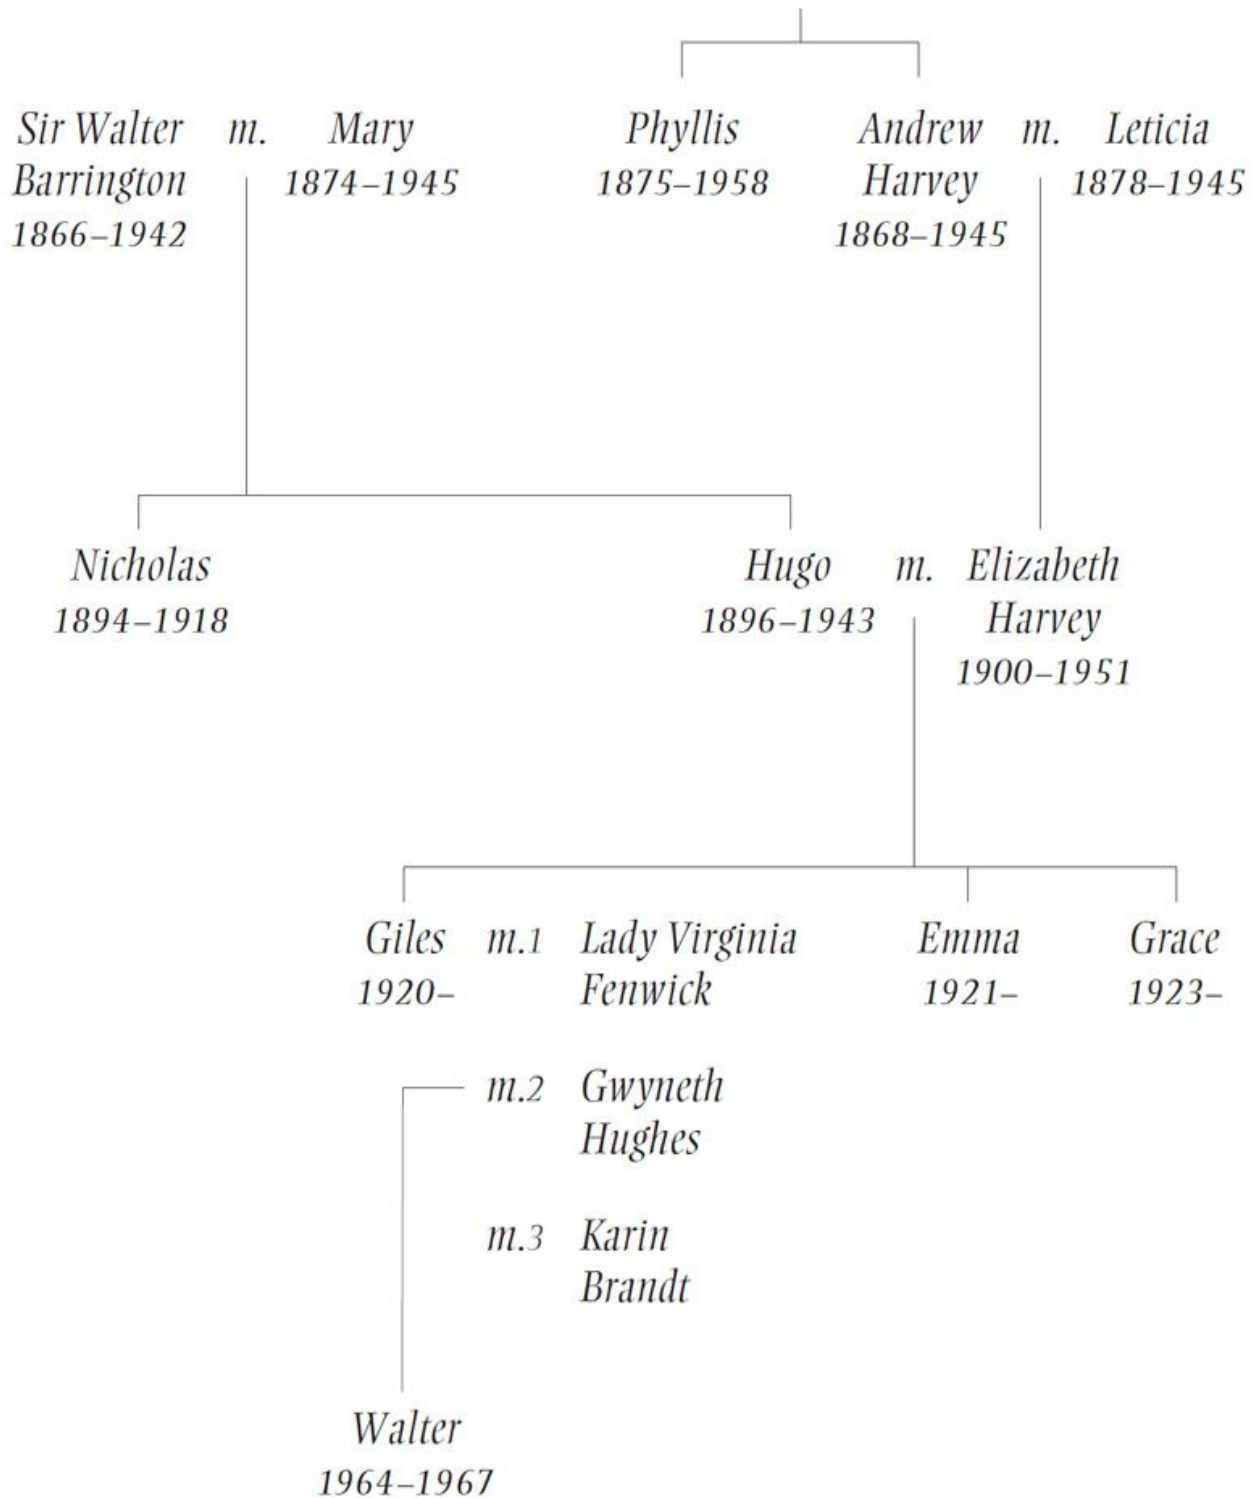 Sir Walter m. Mary Phyllis Andrew m. Leticia
Barrington 1874–1945 1875–1958 Harvey 1878–1945
1866–1942 1868–1945
Nicholas Hugo m. Elizabeth
1894–1918 1896–1943 Harvey
1900–1951
Giles m.1 Lady Virginia Emma Grace
1920– Fenwick 1921– 1923–
m.2 Gwyneth
Hughes
m.3 Karin
Brandt
Walter
1964–1967